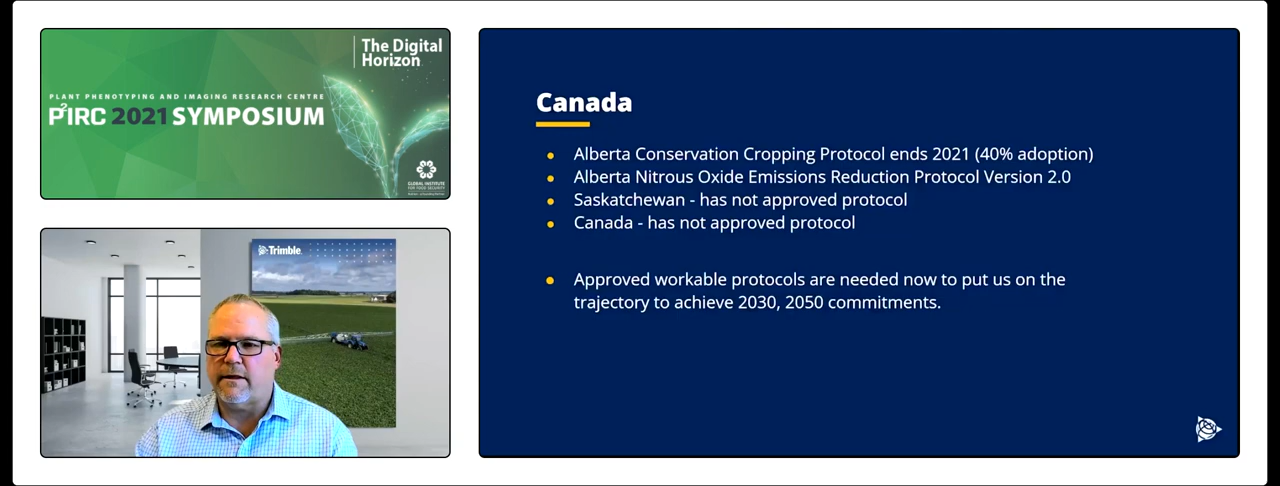 The Digital
Horizon
PLANT PHENOTYPING AND IMAGING RESEARCH CENTRE
P²IRC 2021 SYMPOSIUM
GLOBAL INSTITUTE
FOR FOOD SECURITY
Trimble
Canada
Alberta Conservation Cropping Protocol ends 2021 (40% adoption)
Alberta Nitrous Oxide Emissions Reduction Protocol Version 2.0
Saskatchewan - has not approved protocol
Canada - has not approved protocol
Approved workable protocols are needed now to put us on the
trajectory to achieve 2030, 2050 commitments.